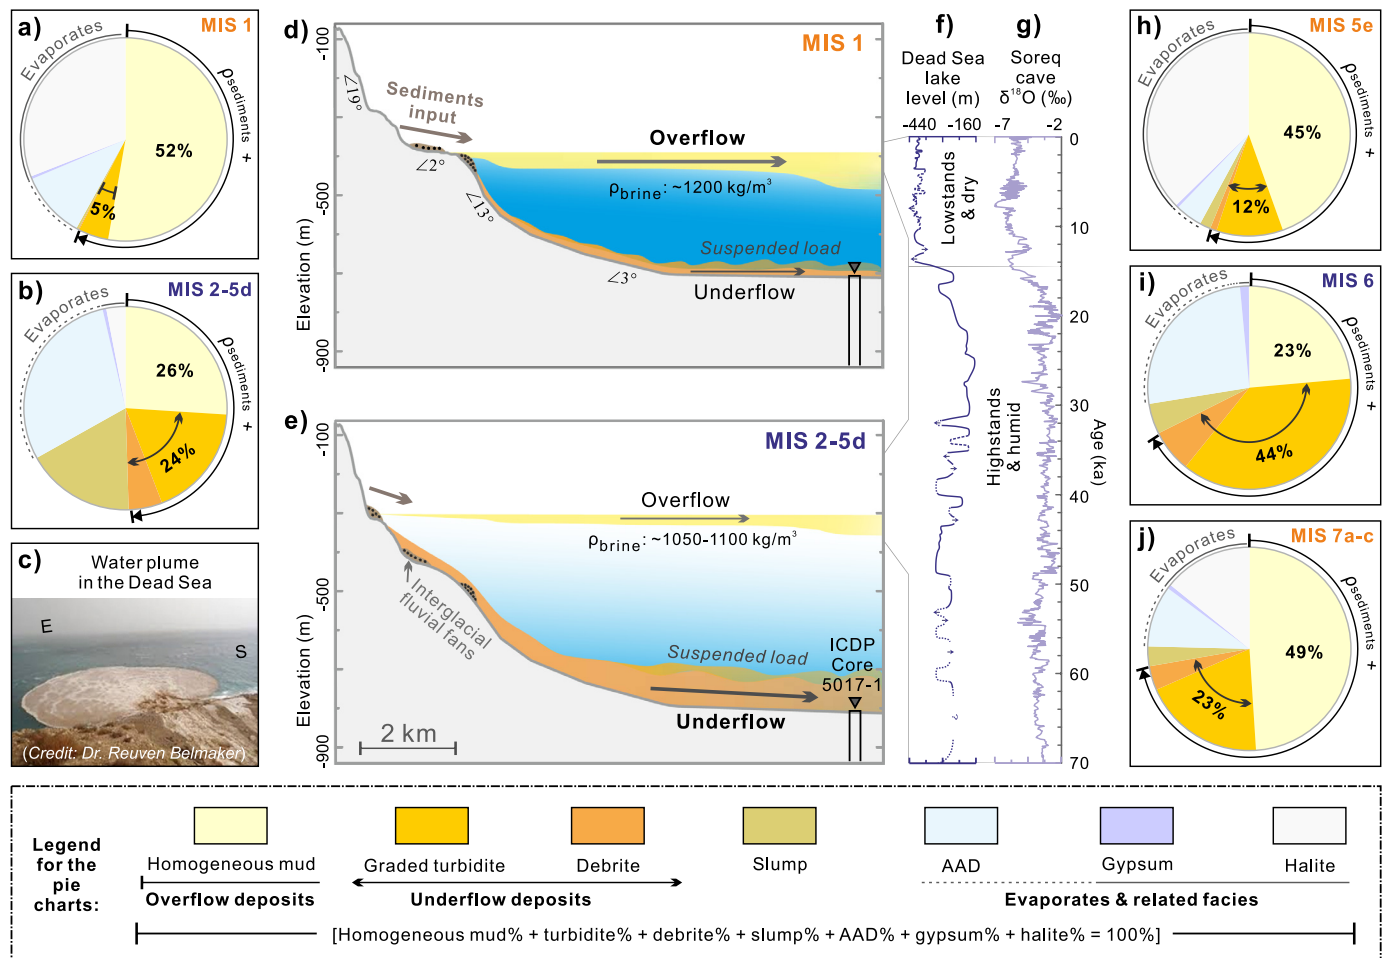 a)
MIS 1
Evaporates
ρsediments +
52%
5%
b)
MIS 2-5d
Evaporates
ρsediments +
26%
24%
c)
Water plume
in the Dead Sea
E
S
(Credit: Dr. Reuven Belmaker)
d)
MIS 1
-100
-500
-900
Elevation (m)
∠19°
Sediments
input
∠2°
∠13°
∠3°
Overflow
ρbrine: ~1200 kg/m³
Suspended load
Underflow
e)
MIS 2-5d
-100
-500
-900
Elevation (m)
Overflow
ρbrine: ~1050-1100 kg/m³
Interglacial
fluvial fans
Suspended load
ICDP
Core
5017-1
Underflow
2 km
f)
Dead Sea
lake
level (m)
-440 -160
Lowstands
& dry
Highstands
& humid
g)
Soreq
cave
δ¹⁸O (‰)
-7 -2
0
10
20
30
40
50
60
70
Age (ka)
h)
MIS 5e
Evaporates
ρsediments +
45%
12%
i)
MIS 6
Evaporates
ρsediments +
23%
44%
j)
MIS 7a-c
Evaporates
ρsediments +
49%
23%
Legend
for the
pie
charts:
Homogeneous mud
Graded turbidite
Debrite
Slump
AAD
Gypsum
Halite
Overflow deposits
Underflow deposits
Evaporates & related facies
[Homogeneous mud% + turbidite% + debrite% + slump% + AAD% + gypsum% + halite% = 100%]